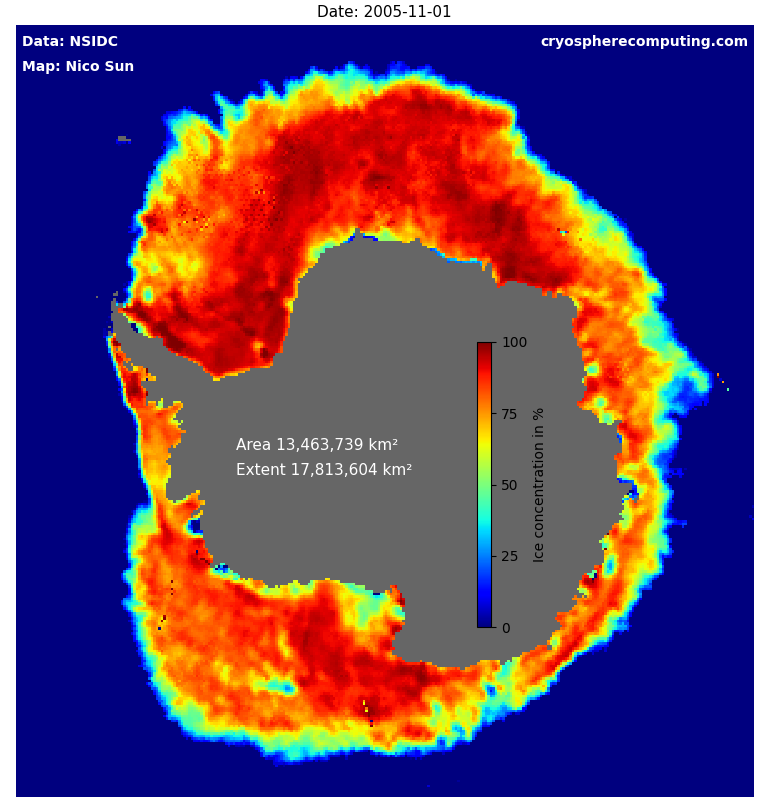 Date: 2005-11-01
Data: NSIDC
cryospherecomputing.com
Map: Nico Sun
Area 13,463,739 km²
Extent 17,813,604 km²
100
75
50
25
0
Ice concentration in %